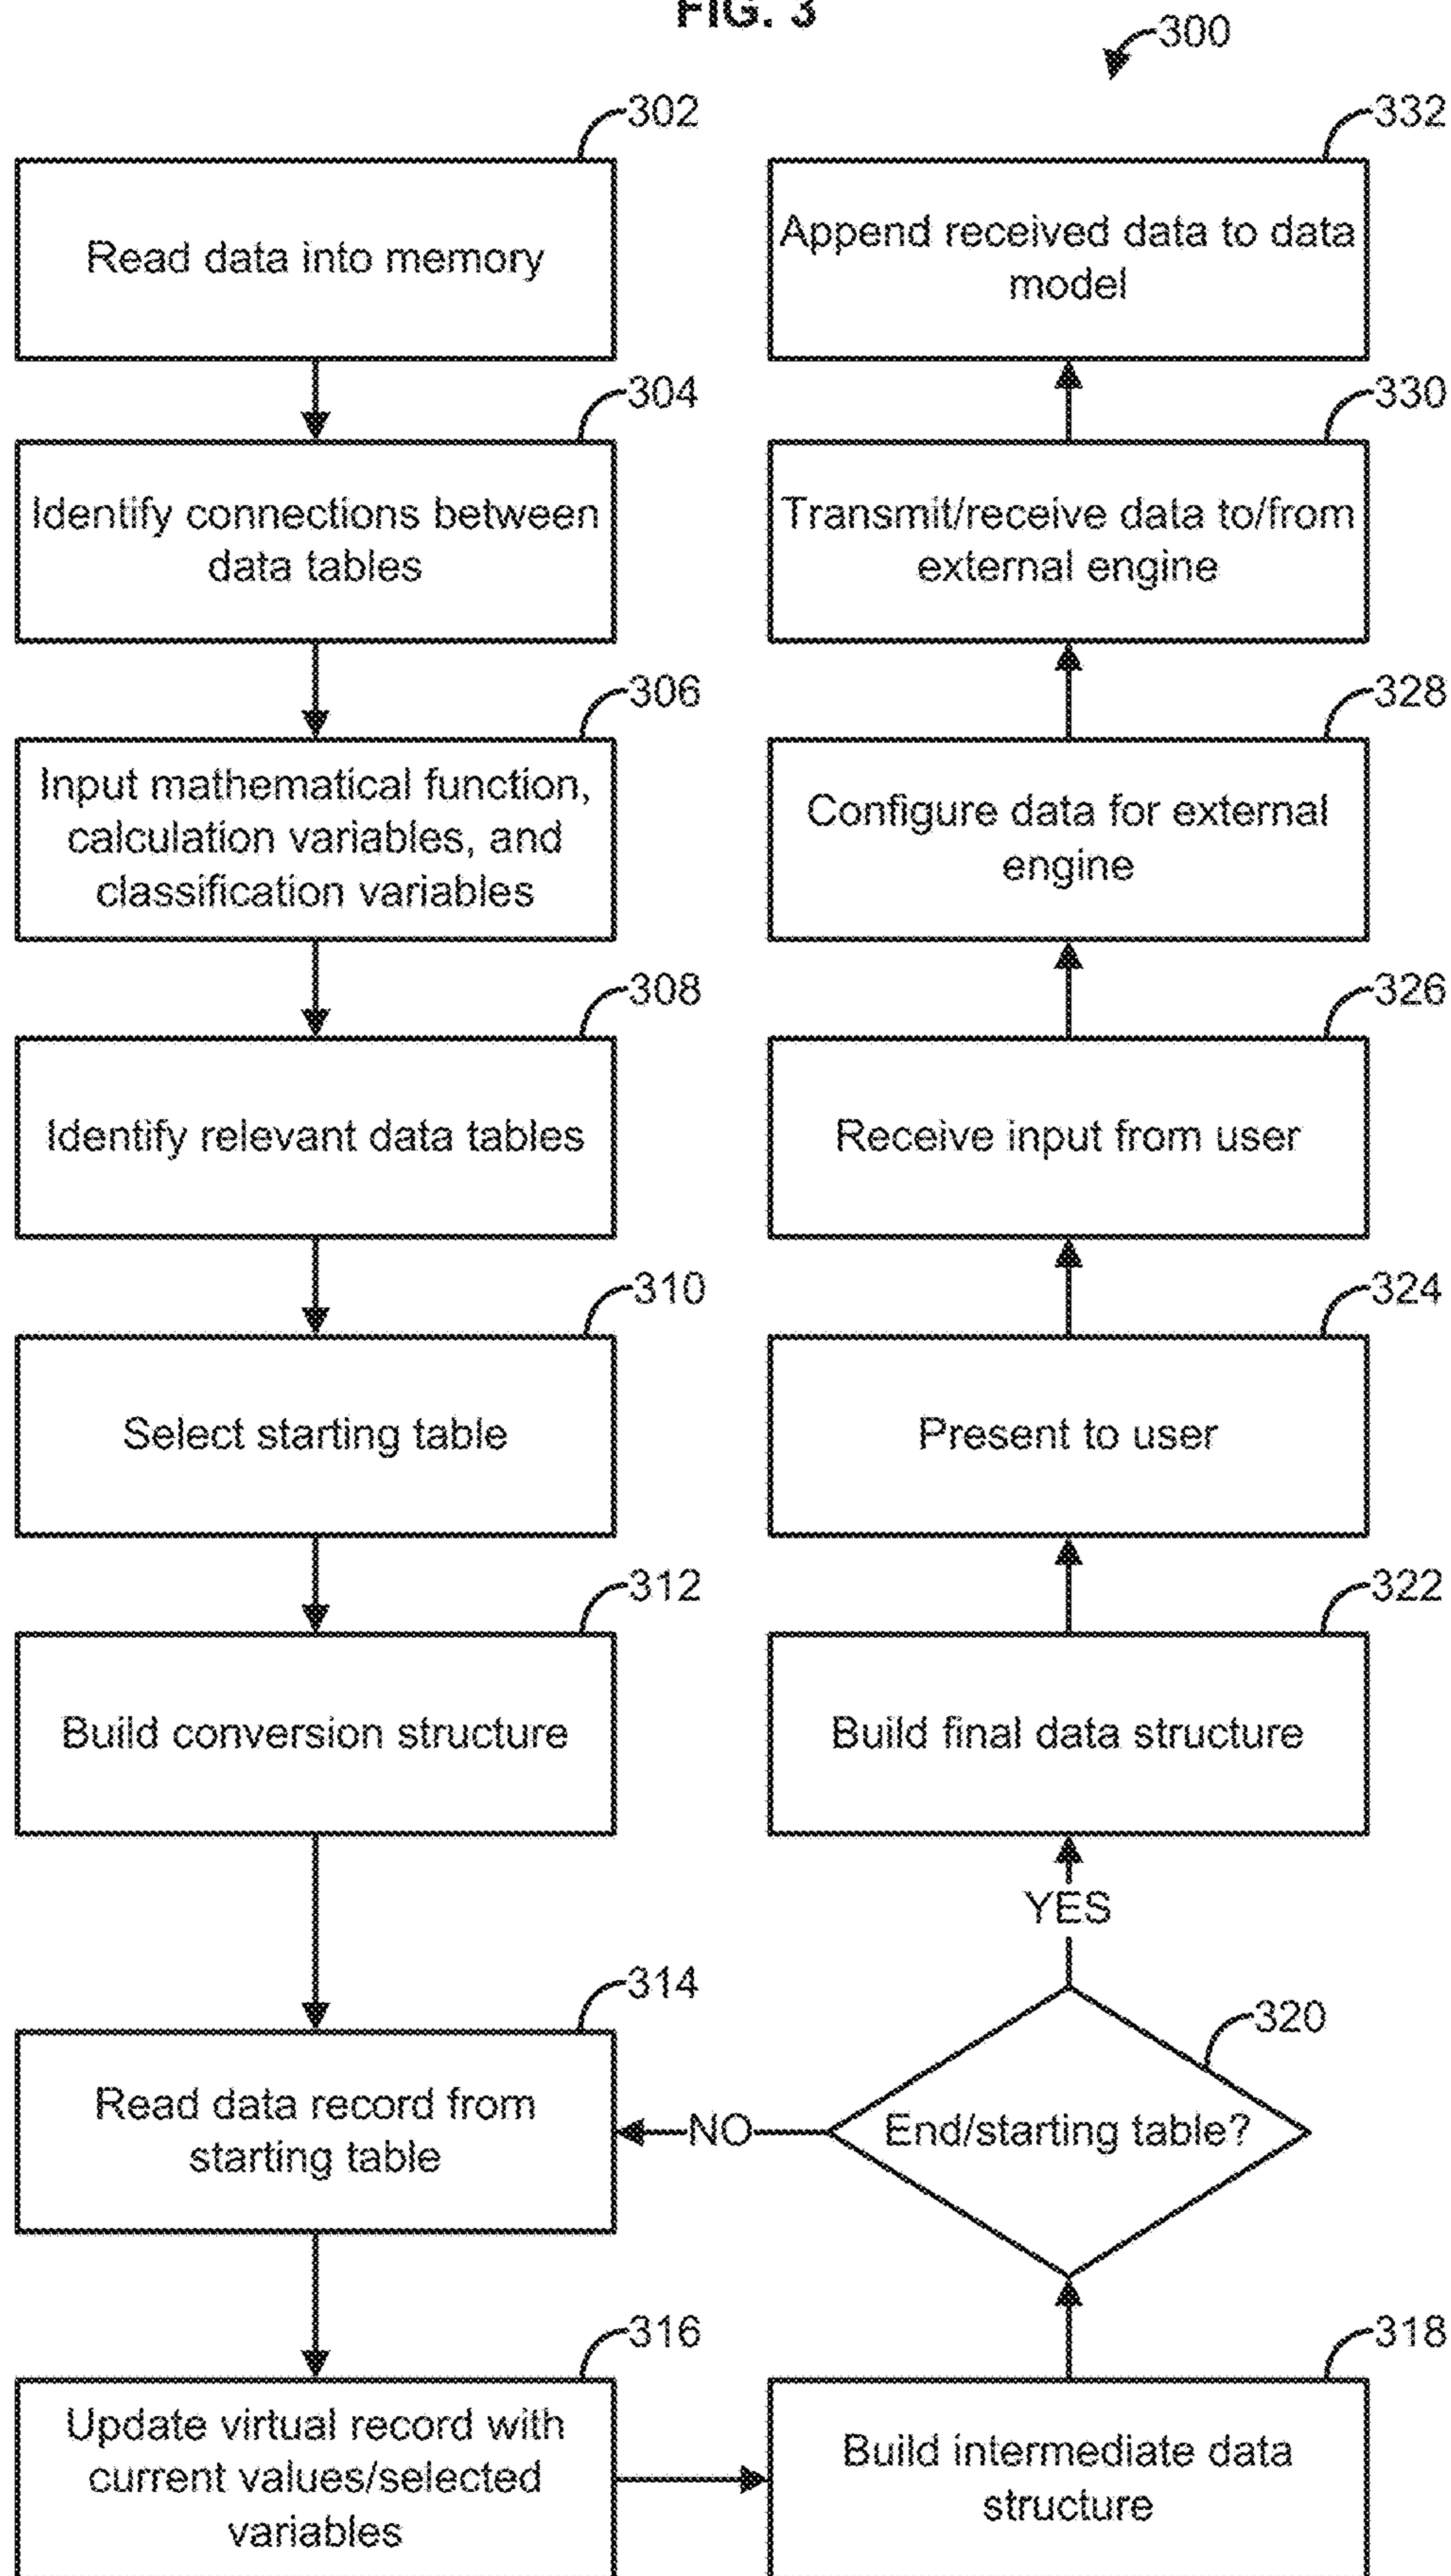 FIG. 3
300
302
Read data into memory
304
Identify connections between
data tables
306
Input mathematical function,
calculation variables, and
classification variables
308
Identify relevant data tables
310
Select starting table
312
Build conversion structure
314
Read data record from
starting table
316
Update virtual record with
current values/selected
variables
318
Build intermediate data
structure
320
End/starting table?
NO
YES
322
Build final data structure
324
Present to user
326
Receive input from user
328
Configure data for external
engine
330
Transmit/receive data to/from
external engine
332
Append received data to data
model